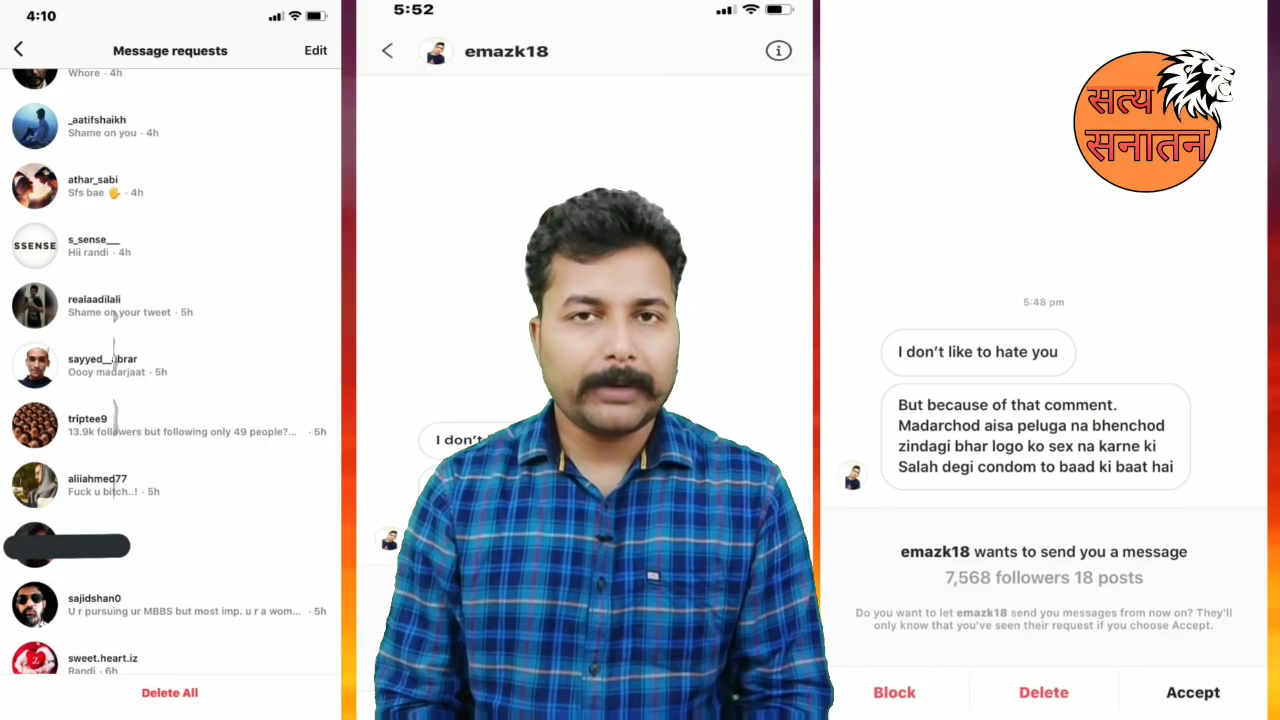 4:10
Message requests
Edit
Whore · 4h
_aatifshaikh
Shame on you · 4h
athar_sabi
Sfs bae 🖐 · 4h
SSENSE
s_sense___
Hii randi · 4h
realaadilali
Shame on your tweet · 5h
sayyed__abrar
Oooy madarjaat · 5h
triptee9
13.9k followers but following only 49 people?... · 5h
aliiahmed77
Fuck u bitch..! · 5h
sajidshan0
U r pursuing ur MBBS but most imp. u r a wom... · 5h
sweet.heart.iz
Randi · 6h
Delete All
5:52
emazk18
I don't
सत्य
सनातन
5:48 pm
I don't like to hate you
But because of that comment.
Madarchod aisa peluga na bhenchod
zindagi bhar logo ko sex na karne ki
Salah degi condom to baad ki baat hai
emazk18 wants to send you a message
7,568 followers 18 posts
Do you want to let emazk18 send you messages from now on? They'll
only know that you've seen their request if you choose Accept.
Block
Delete
Accept